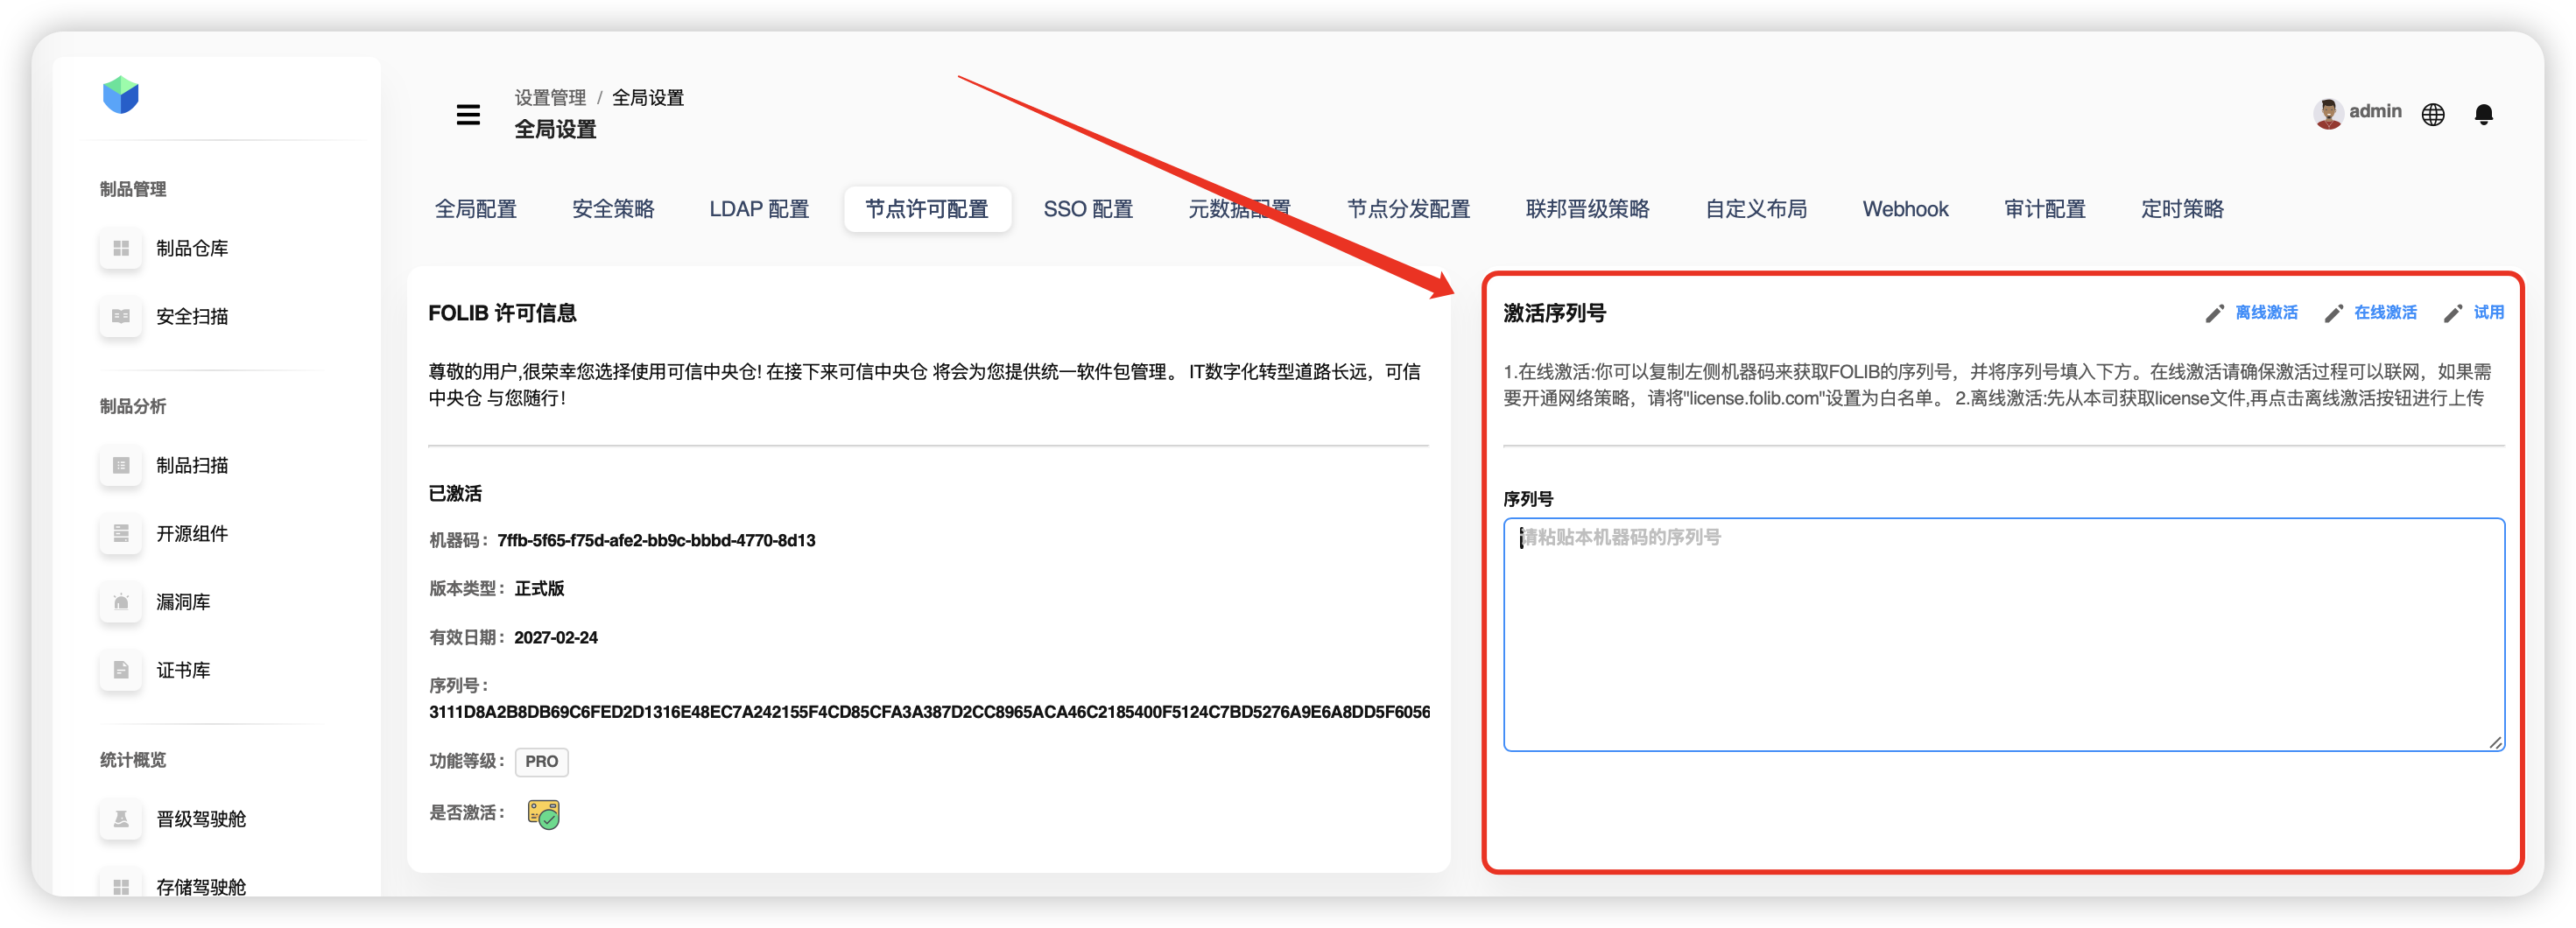 设置管理 / 全局设置
全局设置
admin
制品管理
制品仓库
安全扫描
制品分析
制品扫描
开源组件
漏洞库
证书库
统计概览
晋级驾驶舱
存储驾驶舱
全局配置 安全策略 LDAP 配置 节点许可配置 SSO 配置 元数据配置 节点分发配置 联邦晋级策略 自定义布局 Webhook 审计配置 定时策略
FOLIB 许可信息
尊敬的用户,很荣幸您选择使用可信中央仓! 在接下来可信中央仓 将会为您提供统一软件包管理。 IT数字化转型道路长远，可信
中央仓 与您随行！
已激活
机器码： 7ffb-5f65-f75d-afe2-bb9c-bbbd-4770-8d13
版本类型： 正式版
有效日期： 2027-02-24
序列号：
3111D8A2B8DB69C6FED2D1316E48EC7A242155F4CD85CFA3A387D2CC8965ACA46C2185400F5124C7BD5276A9E6A8DD5F6056
功能等级： PRO
是否激活：
激活序列号
离线激活 在线激活 试用
1.在线激活:你可以复制左侧机器码来获取FOLIB的序列号，并将序列号填入下方。在线激活请确保激活过程可以联网，如果需
要开通网络策略，请将"license.folib.com"设置为白名单。 2.离线激活:先从本司获取license文件,再点击离线激活按钮进行上传
序列号
请粘贴本机器码的序列号